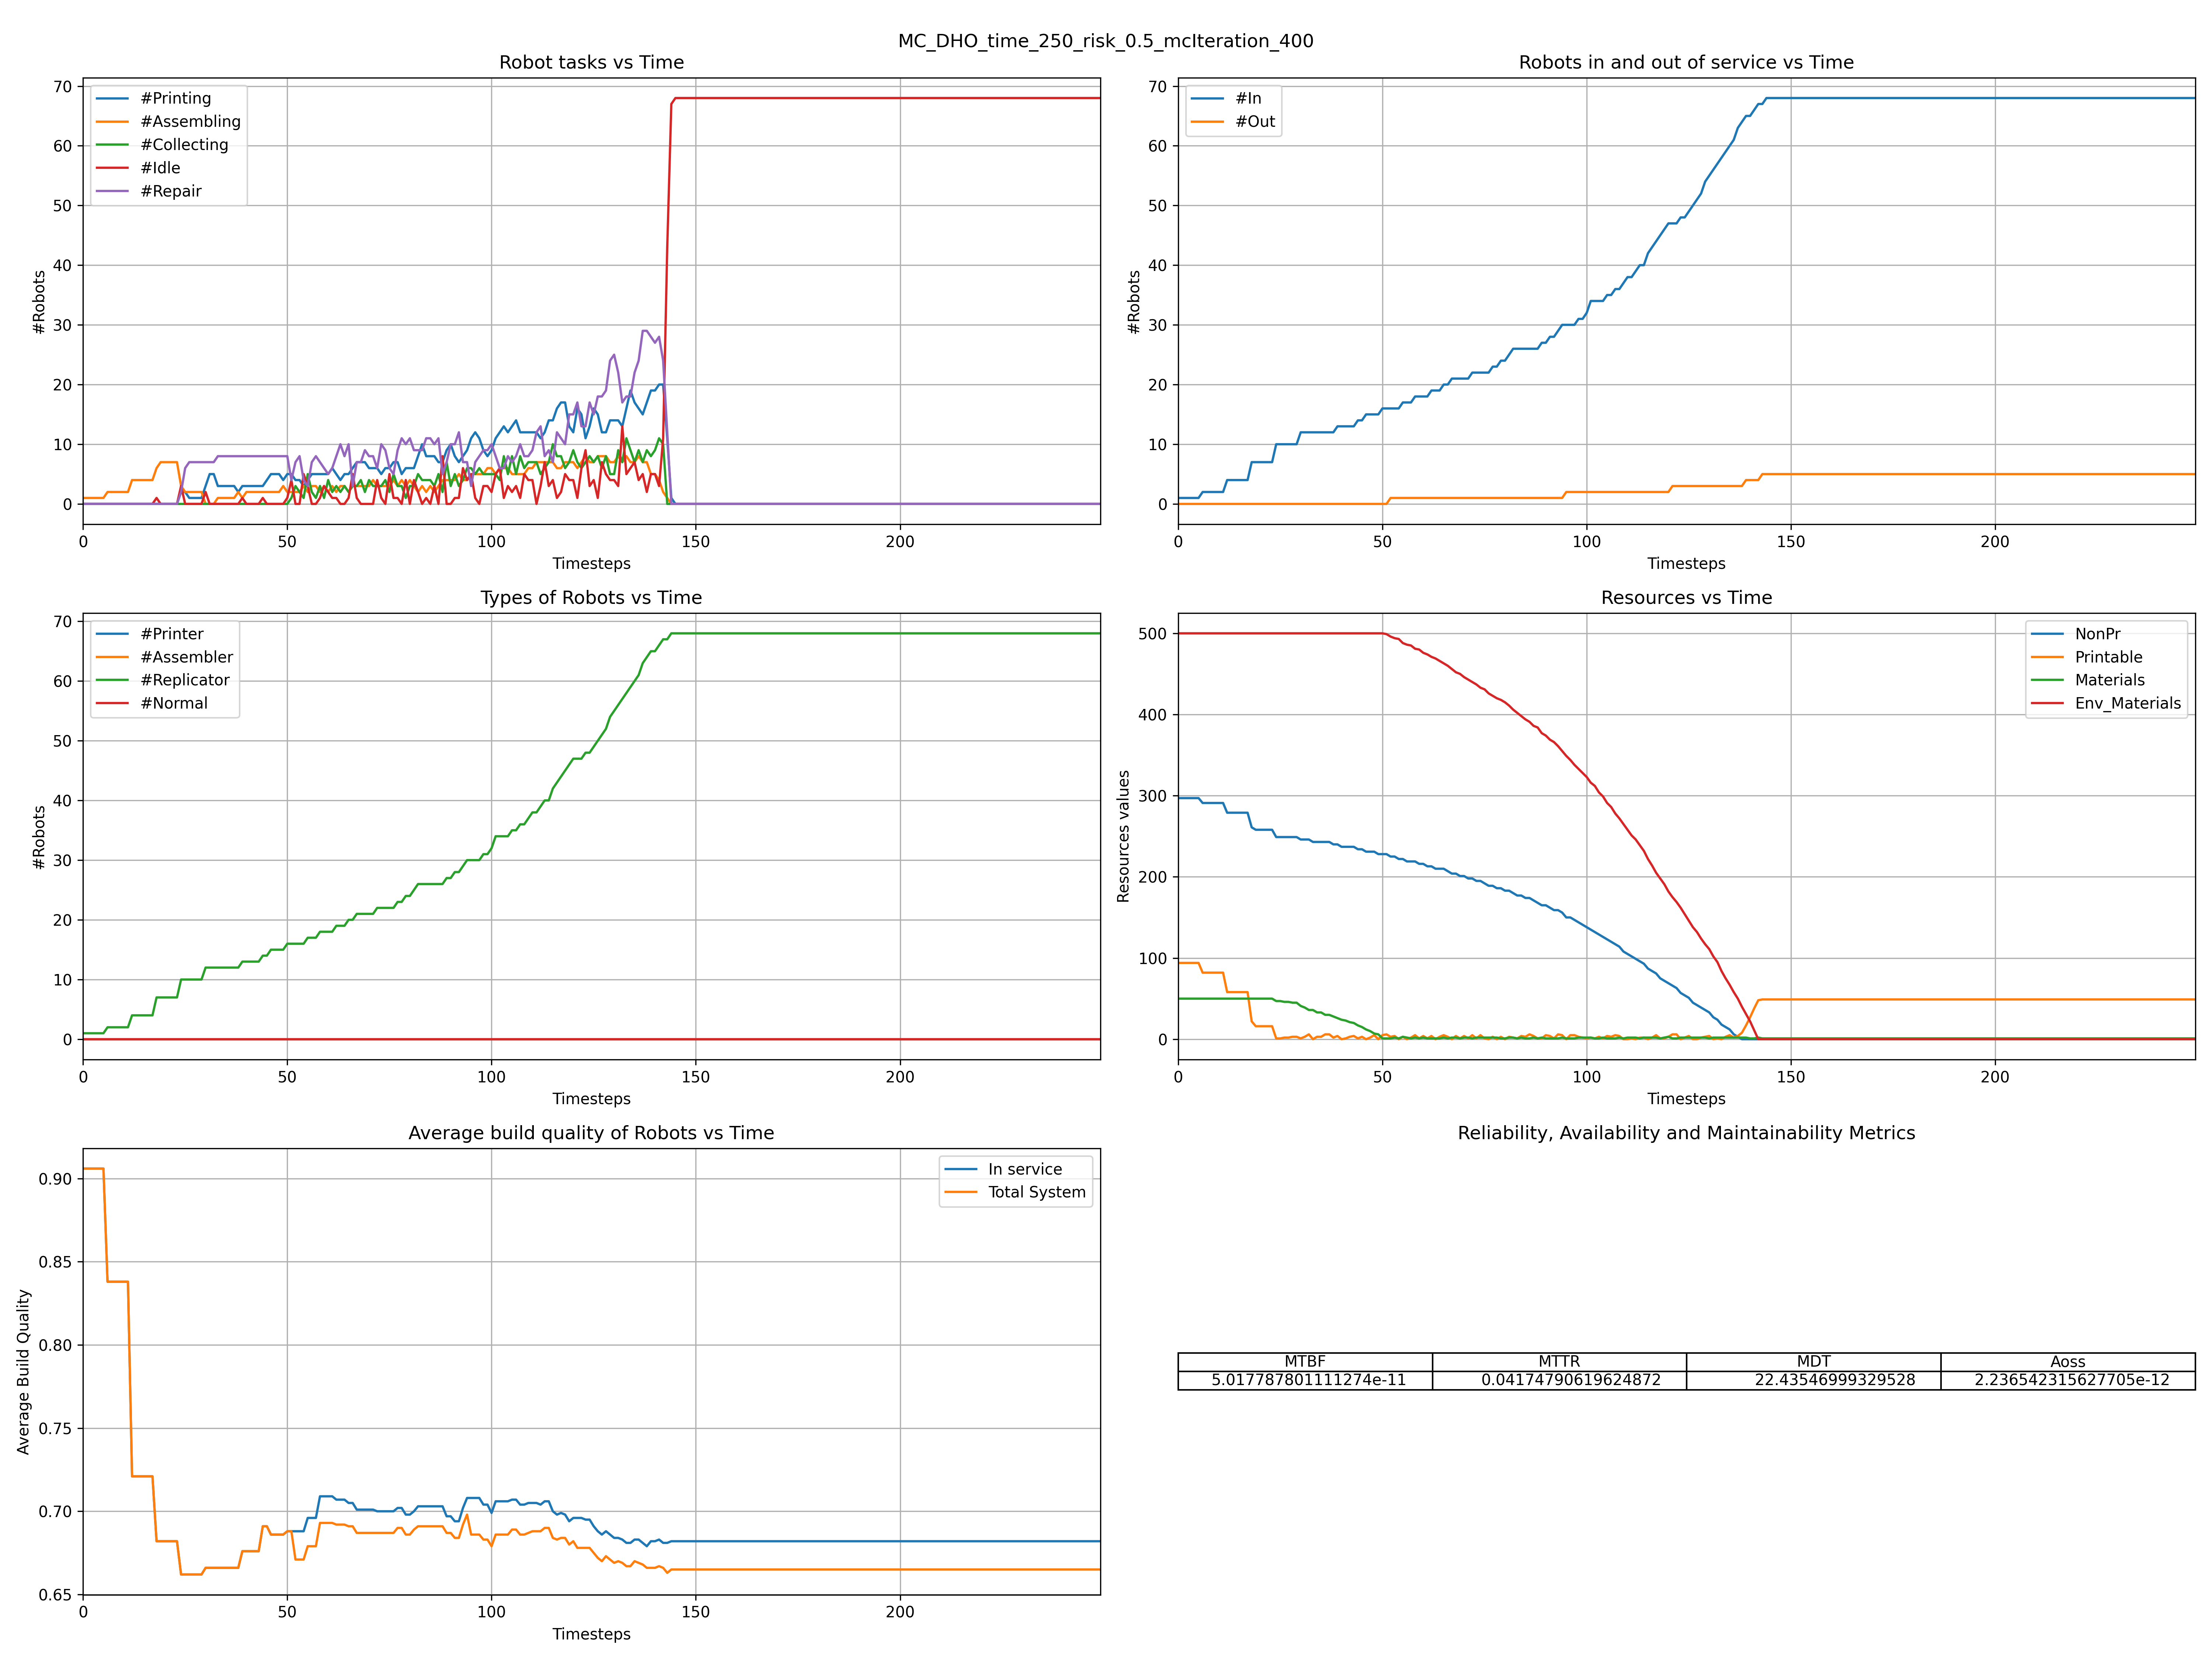 MC_DHO_time_250_risk_0.5_mcIteration_400
Robot tasks vs Time
70
60
50
40
30
20
10
0
#Robots
#Printing
#Assembling
#Collecting
#Idle
#Repair
0 50 100 150 200
Timesteps
Robots in and out of service vs Time
70
60
50
40
30
20
10
0
#Robots
#In
#Out
0 50 100 150 200
Timesteps
Types of Robots vs Time
70
60
50
40
30
20
10
0
#Robots
#Printer
#Assembler
#Replicator
#Normal
0 50 100 150 200
Timesteps
Resources vs Time
500
400
300
200
100
0
Resources values
NonPr
Printable
Materials
Env_Materials
0 50 100 150 200
Timesteps
Average build quality of Robots vs Time
0.90
0.85
0.80
0.75
0.70
0.65
Average Build Quality
In service
Total System
0 50 100 150 200
Timesteps
Reliability, Availability and Maintainability Metrics
MTBF MTTR MDT Aoss
5.017787801111274e-11 0.04174790619624872 22.43546999329528 2.236542315627705e-12